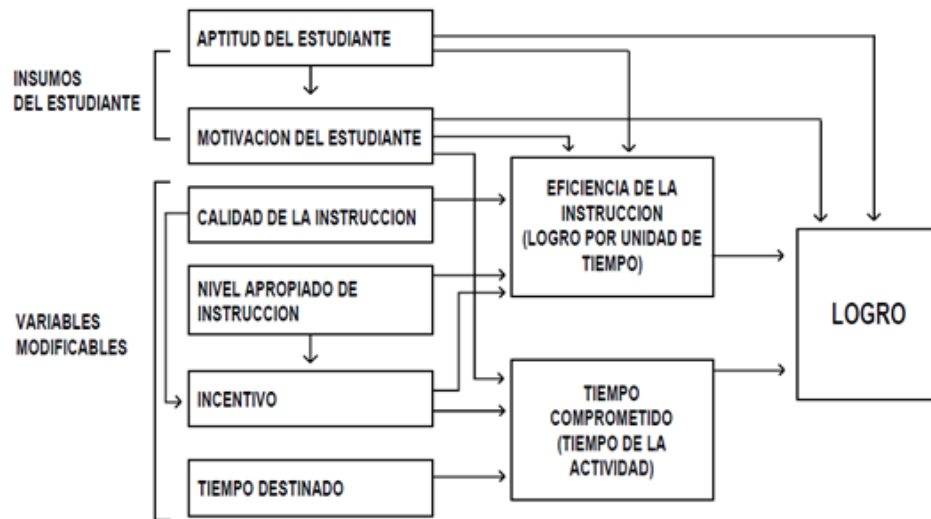 INSUMOS
DEL ESTUDIANTE
APTITUD DEL ESTUDIANTE
MOTIVACION DEL ESTUDIANTE
VARIABLES
MODIFICABLES
CALIDAD DE LA INSTRUCCION
NIVEL APROPIADO DE
INSTRUCCION
INCENTIVO
TIEMPO DESTINADO
EFICIENCIA DE LA
INSTRUCCION
(LOGRO POR UNIDAD DE
TIEMPO)
TIEMPO
COMPROMETIDO
(TIEMPO DE LA
ACTIVIDAD)
LOGRO